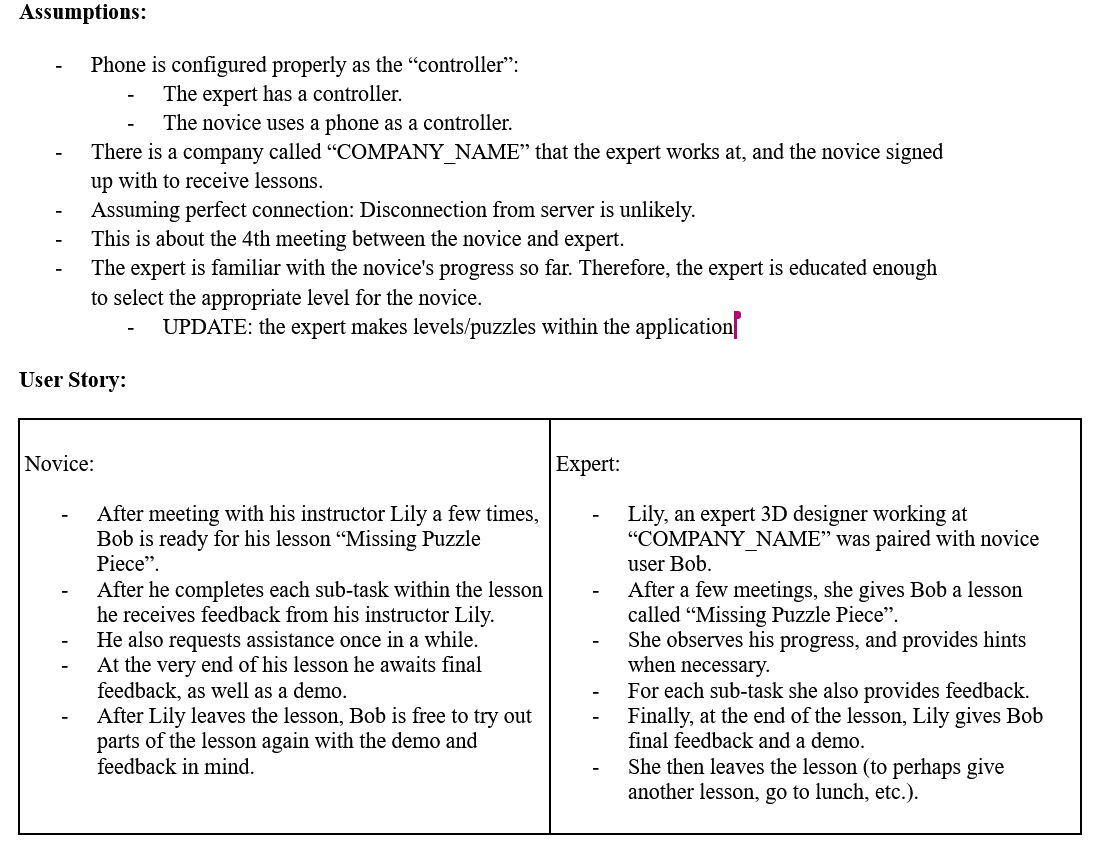 Assumptions:
- Phone is configured properly as the “controller”:
- The expert has a controller.
- The novice uses a phone as a controller.
- There is a company called “COMPANY_NAME” that the expert works at, and the novice signed
up with to receive lessons.
- Assuming perfect connection: Disconnection from server is unlikely.
- This is about the 4th meeting between the novice and expert.
- The expert is familiar with the novice's progress so far. Therefore, the expert is educated enough
to select the appropriate level for the novice.
- UPDATE: the expert makes levels/puzzles within the application
User Story:
Novice:
- After meeting with his instructor Lily a few times,
Bob is ready for his lesson “Missing Puzzle
Piece”.
- After he completes each sub-task within the lesson
he receives feedback from his instructor Lily.
- He also requests assistance once in a while.
- At the very end of his lesson he awaits final
feedback, as well as a demo.
- After Lily leaves the lesson, Bob is free to try out
parts of the lesson again with the demo and
feedback in mind.
Expert:
- Lily, an expert 3D designer working at
“COMPANY_NAME” was paired with novice
user Bob.
- After a few meetings, she gives Bob a lesson
called “Missing Puzzle Piece”.
- She observes his progress, and provides hints
when necessary.
- For each sub-task she also provides feedback.
- Finally, at the end of the lesson, Lily gives Bob
final feedback and a demo.
- She then leaves the lesson (to perhaps give
another lesson, go to lunch, etc.).